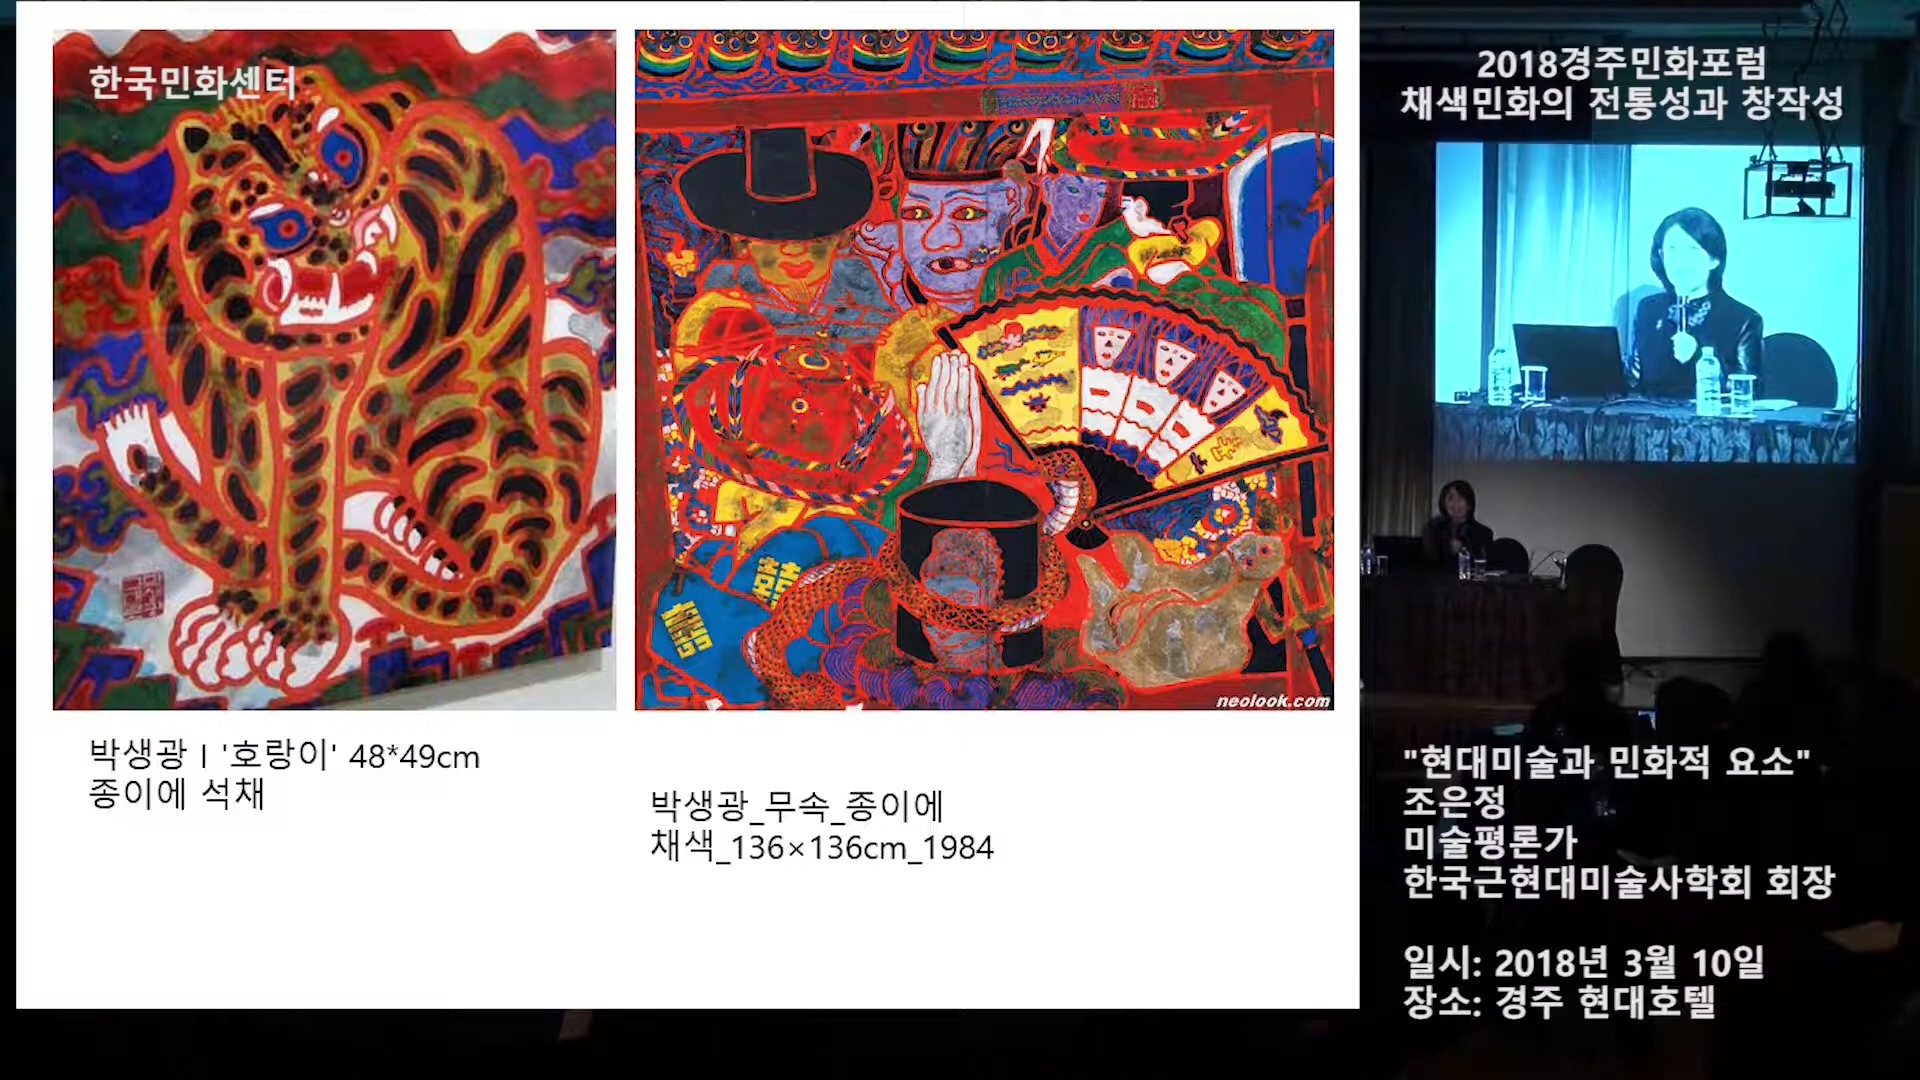 한국민화센터
박생광 I '호랑이' 48*49cm
종이에 석채
neolook.com
박생광_무속_종이에
채색_136×136cm_1984
2018경주민화포럼
채색민화의 전통성과 창작성
"현대미술과 민화적 요소"
조은정
미술평론가
한국근현대미술사학회 회장
일시: 2018년 3월 10일
장소: 경주 현대호텔